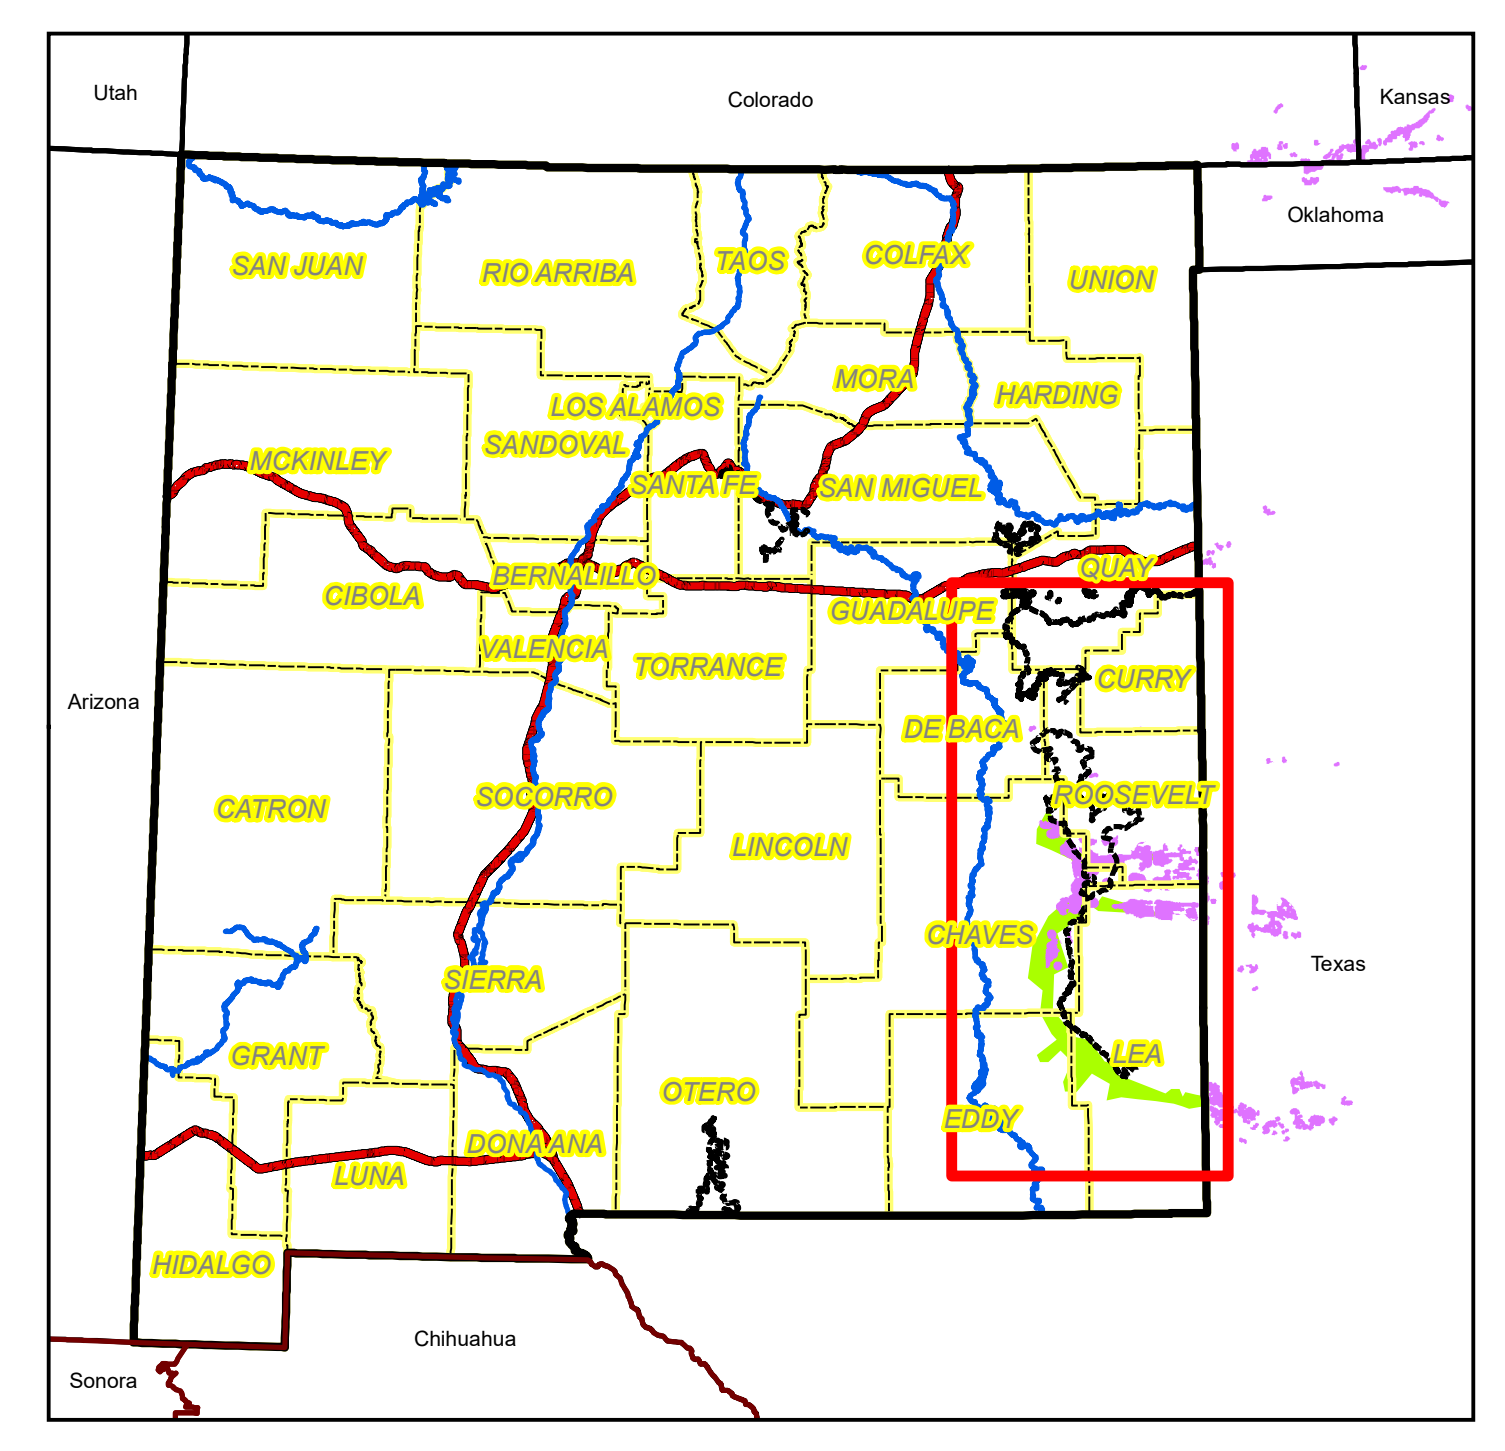 Utah
Colorado
Kansas
Oklahoma
SAN JUAN
RIO ARRIBA
TAOS
COLFAX
UNION
MORA
HARDING
LOS ALAMOS
SANDOVAL
MCKINLEY
SANTA FE
SAN MIGUEL
QUAY
BERNALILLO
CIBOLA
GUADALUPE
VALENCIA
TORRANCE
CURRY
Arizona
DE BACA
SOCORRO
ROOSEVELT
CATRON
LINCOLN
CHAVES
Texas
SIERRA
GRANT
LEA
OTERO
EDDY
DONA ANA
LUNA
HIDALGO
Chihuahua
Sonora